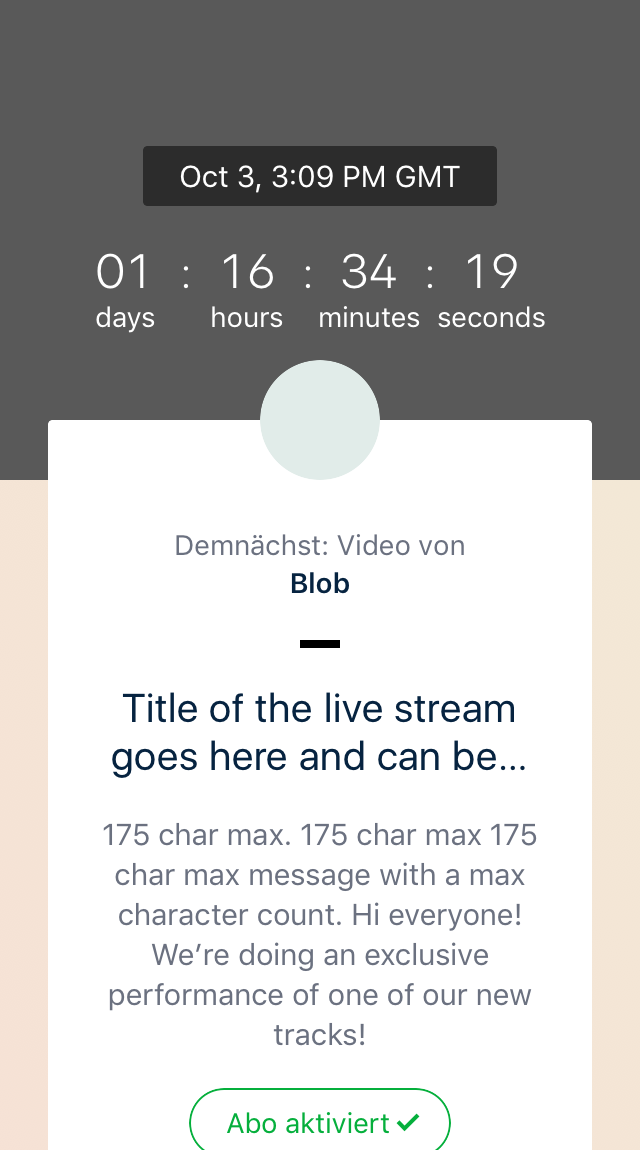 Oct 3, 3:09 PM GMT
01 : 16 : 34 : 19
days hours minutes seconds
Demnächst: Video von
Blob
Title of the live stream
goes here and can be...
175 char max. 175 char max 175
char max message with a max
character count. Hi everyone!
We’re doing an exclusive
performance of one of our new
tracks!
Abo aktiviert ✓